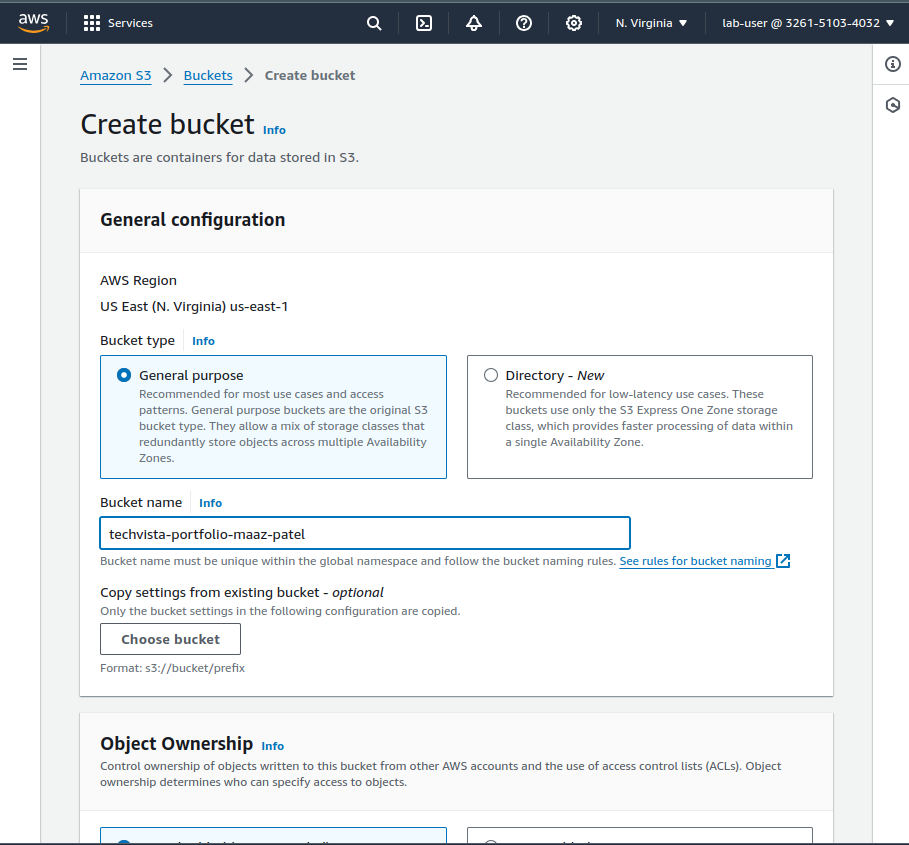 aws
Services
N. Virginia
lab-user @ 3261-5103-4032
Amazon S3 Buckets Create bucket
Create bucket Info
Buckets are containers for data stored in S3.
General configuration
AWS Region
US East (N. Virginia) us-east-1
Bucket type Info
General purpose
Recommended for most use cases and access
patterns. General purpose buckets are the original S3
bucket type. They allow a mix of storage classes that
redundantly store objects across multiple Availability
Zones.
Directory - New
Recommended for low-latency use cases. These
buckets use only the S3 Express One Zone storage
class, which provides faster processing of data within
a single Availability Zone.
Bucket name Info
techvista-portfolio-maaz-patel
Bucket name must be unique within the global namespace and follow the bucket naming rules. See rules for bucket naming
Copy settings from existing bucket - optional
Only the bucket settings in the following configuration are copied.
Choose bucket
Format: s3://bucket/prefix
Object Ownership Info
Control ownership of objects written to this bucket from other AWS accounts and the use of access control lists (ACLs). Object
ownership determines who can specify access to objects.